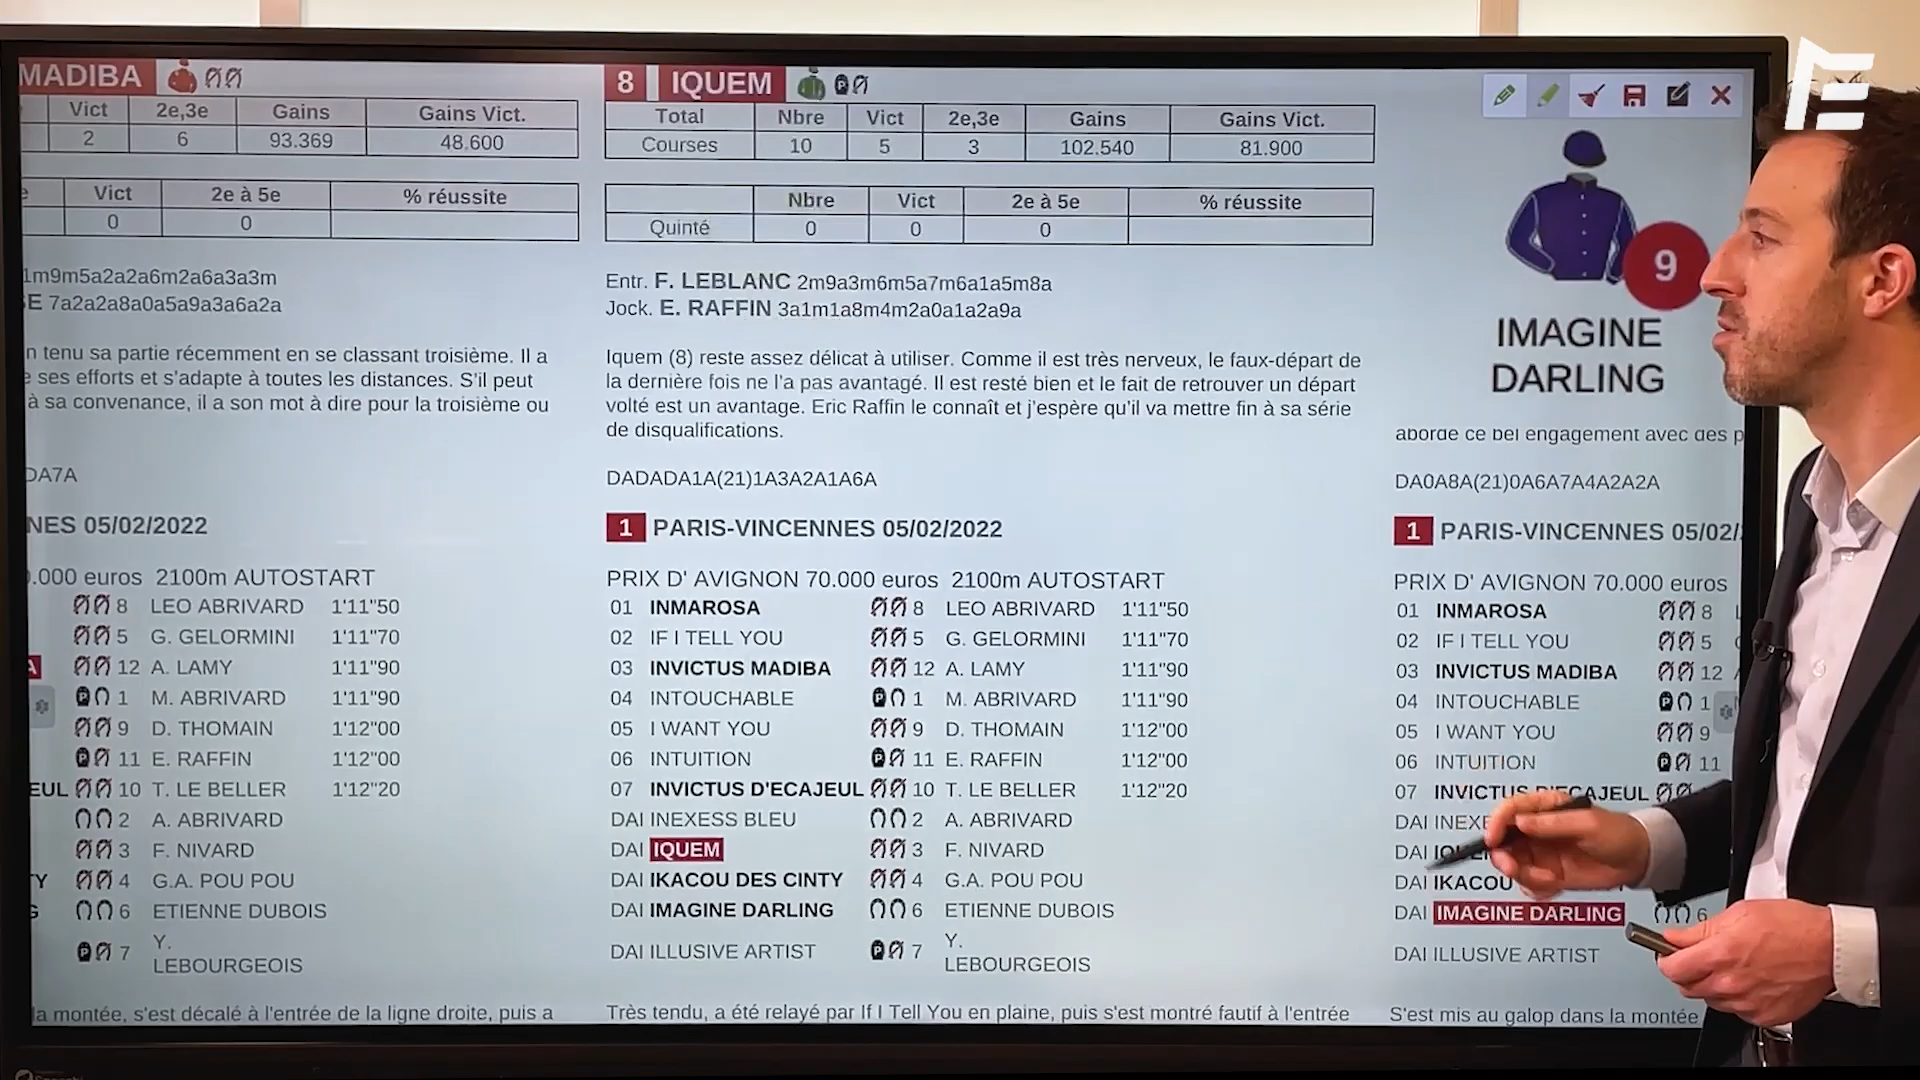 MADIBA
Vict 2e,3e Gains Gains Vict.
2 6 93.369 48.600
Vict 2e à 5e % réussite
0 0
1m9m5a2a2a6m2a6a3a3m
E 7a2a2a8a0a5a9a3a6a2a
n tenu sa partie récemment en se classant troisième. Il a
e ses efforts et s'adapte à toutes les distances. S'il peut
à sa convenance, il a son mot à dire pour la troisième ou
DA7A
NES 05/02/2022
0.000 euros 2100m AUTOSTART
8 LEO ABRIVARD 1'11"50
5 G. GELORMINI 1'11"70
A 12 A. LAMY 1'11"90
P 1 M. ABRIVARD 1'11"90
9 D. THOMAIN 1'12"00
P 11 E. RAFFIN 1'12"00
EUL 10 T. LE BELLER 1'12"20
2 A. ABRIVARD
3 F. NIVARD
TY 4 G.A. POU POU
G 6 ETIENNE DUBOIS
P 7 Y.
LEBOURGEOIS
la montée, s'est décalé à l'entrée de la ligne droite, puis a
8 IQUEM P
Total Nbre Vict 2e,3e Gains Gains Vict.
Courses 10 5 3 102.540 81.900
Nbre Vict 2e à 5e % réussite
Quinté 0 0 0
Entr. F. LEBLANC 2m9a3m6m5a7m6a1a5m8a
Jock. E. RAFFIN 3a1m1a8m4m2a0a1a2a9a
Iquem (8) reste assez délicat à utiliser. Comme il est très nerveux, le faux-départ de
la dernière fois ne l'a pas avantagé. Il est resté bien et le fait de retrouver un départ
volté est un avantage. Eric Raffin le connaît et j'espère qu'il va mettre fin à sa série
de disqualifications.
DADADA1A(21)1A3A2A1A6A
1 PARIS-VINCENNES 05/02/2022
PRIX D' AVIGNON 70.000 euros 2100m AUTOSTART
01 INMAROSA 8 LEO ABRIVARD 1'11"50
02 IF I TELL YOU 5 G. GELORMINI 1'11"70
03 INVICTUS MADIBA 12 A. LAMY 1'11"90
04 INTOUCHABLE P 1 M. ABRIVARD 1'11"90
05 I WANT YOU 9 D. THOMAIN 1'12"00
06 INTUITION P 11 E. RAFFIN 1'12"00
07 INVICTUS D'ECAJEUL 10 T. LE BELLER 1'12"20
DAI INEXESS BLEU 2 A. ABRIVARD
DAI IQUEM 3 F. NIVARD
DAI IKACOU DES CINTY 4 G.A. POU POU
DAI IMAGINE DARLING 6 ETIENNE DUBOIS
DAI ILLUSIVE ARTIST P 7 Y.
LEBOURGEOIS
Très tendu, a été relayé par If I Tell You en plaine, puis s'est montré fautif à l'entrée
9
IMAGINE
DARLING
aborde ce bel engagement avec des p
DA0A8A(21)0A6A7A4A2A2A
1 PARIS-VINCENNES 05/02/
PRIX D' AVIGNON 70.000 euros
01 INMAROSA 8 L
02 IF I TELL YOU 5
03 INVICTUS MADIBA 12
04 INTOUCHABLE P 1
05 I WANT YOU 9
06 INTUITION P 11
07 INVICTUS D'ECAJEUL
DAI INEXE
DAI IQUEM
DAI IKACOU
DAI IMAGINE DARLING 6
DAI ILLUSIVE ARTIST
S'est mis au galop dans la montée
E